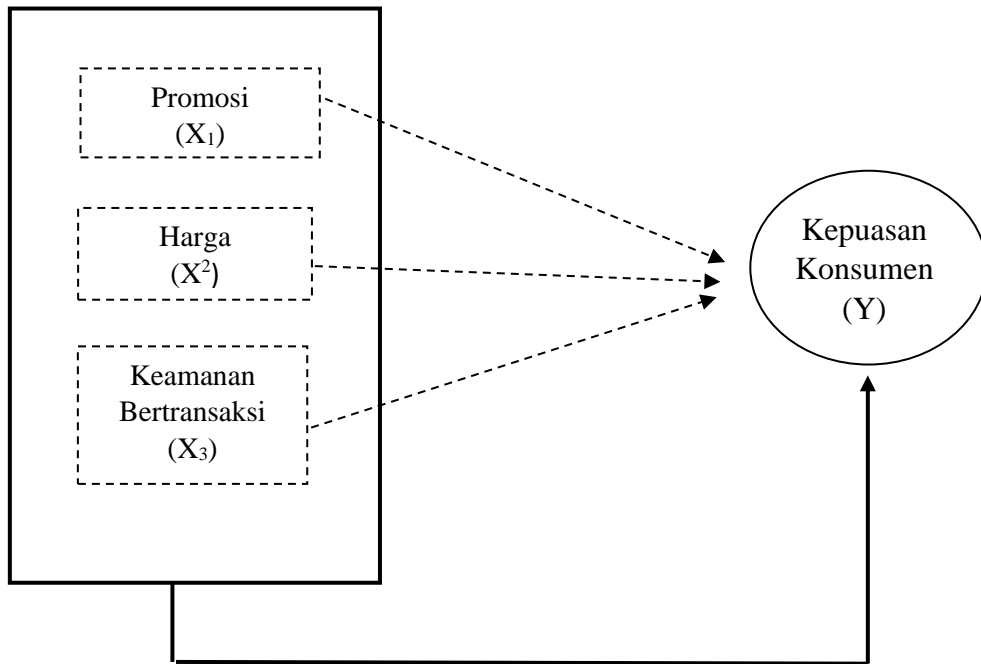 Promosi
(X₁)
Harga
(X²)
Keamanan
Bertransaksi
(X₃)
Kepuasan
Konsumen
(Y)